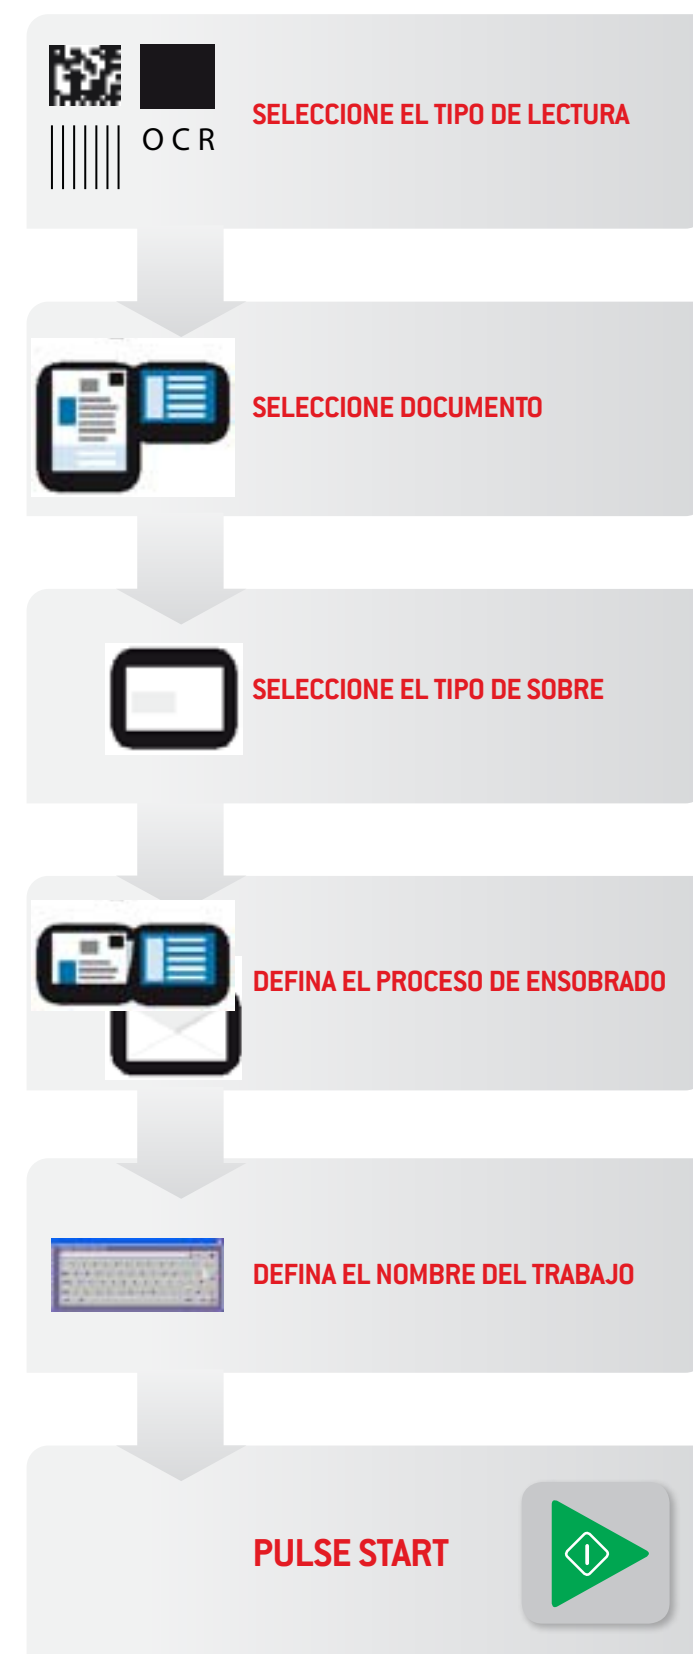 OCR
SELECCIONE EL TIPO DE LECTURA
SELECCIONE DOCUMENTO
SELECCIONE EL TIPO DE SOBRE
DEFINA EL PROCESO DE ENSOBRADO
DEFINA EL NOMBRE DEL TRABAJO
PULSE START